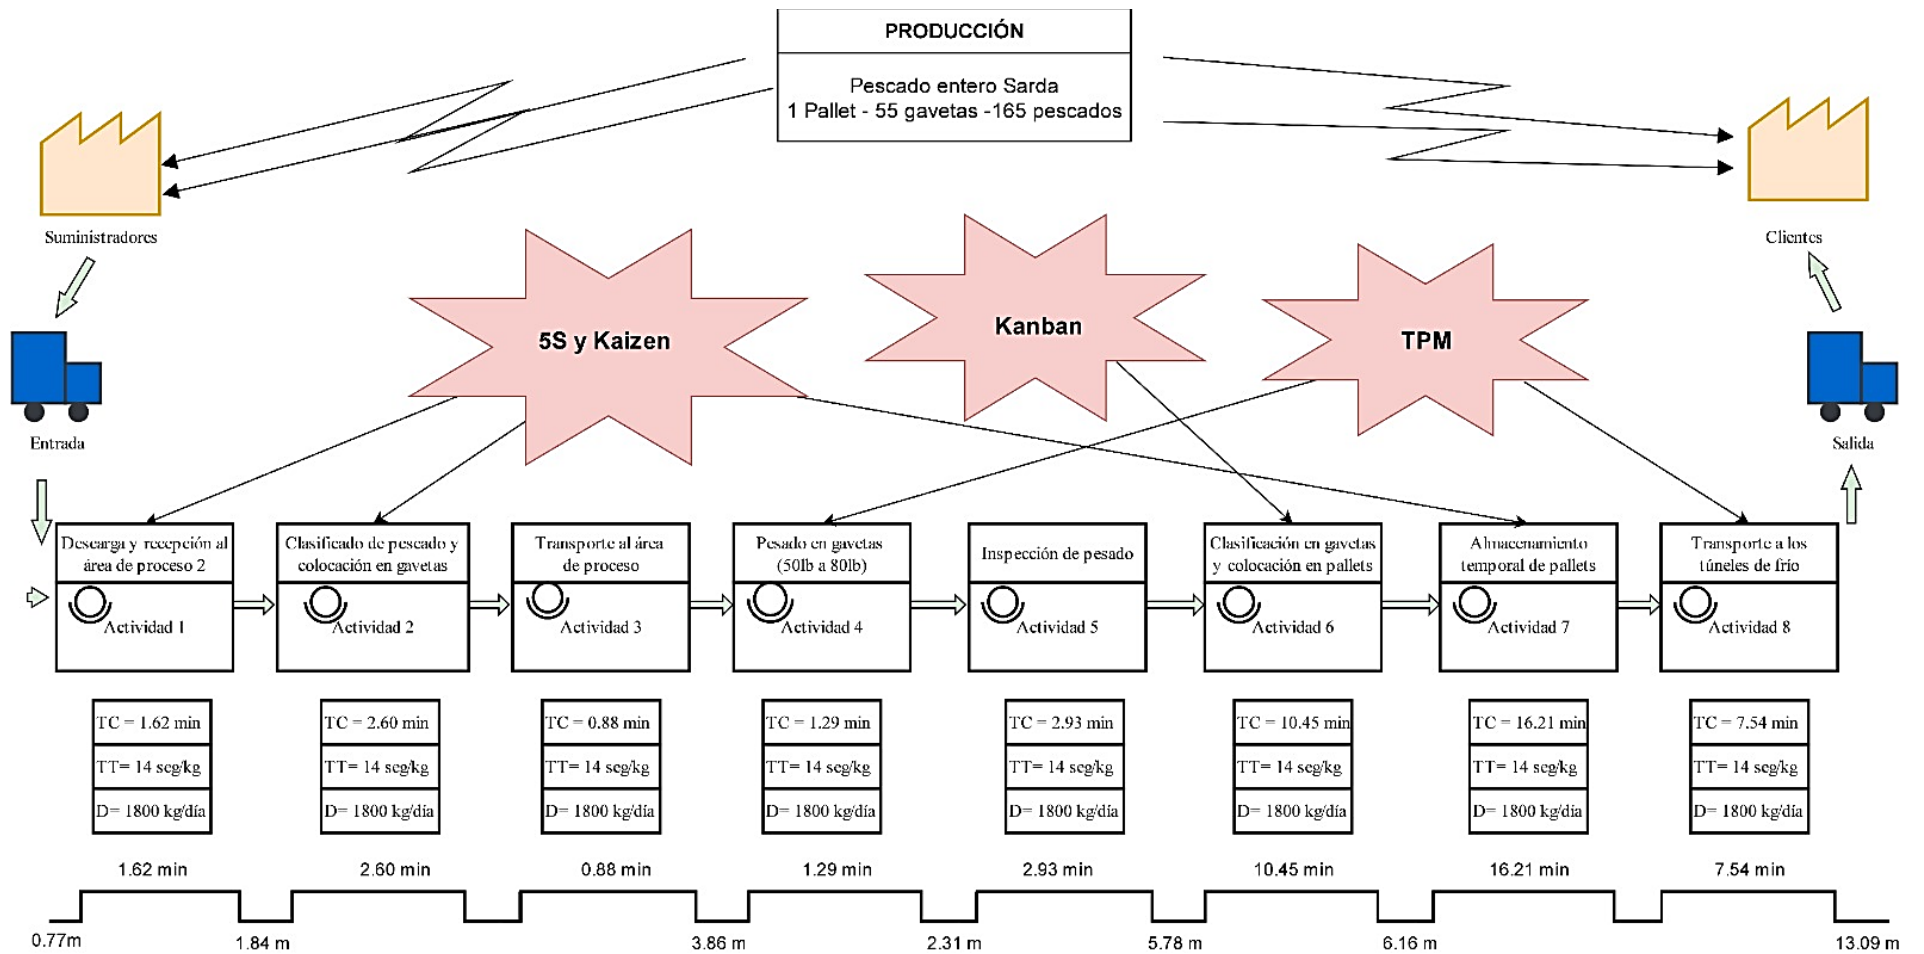 PRODUCCIÓN
Pescado entero Sarda
1 Pallet - 55 gavetas -165 pescados
Suministradores
Clientes
5S y Kaizen
Kanban
TPM
Entrada
Salida
Descarga y recepción al
área de proceso 2
Actividad 1
Clasificado de pescado y
colocación en gavetas
Actividad 2
Transporte al área
de proceso
Actividad 3
Pesado en gavetas
(50lb a 80lb)
Actividad 4
Inspección de pesado
Actividad 5
Clasificación en gavetas
y colocación en pallets
Actividad 6
Almacenamiento
temporal de pallets
Actividad 7
Transporte a los
túneles de frío
Actividad 8
TC = 1.62 min
TT= 14 seg/kg
D= 1800 kg/día
TC = 2.60 min
TT= 14 seg/kg
D= 1800 kg/día
TC = 0.88 min
TT= 14 seg/kg
D= 1800 kg/día
TC = 1.29 min
TT= 14 seg/kg
D= 1800 kg/día
TC = 2.93 min
TT= 14 seg/kg
D= 1800 kg/día
TC = 10.45 min
TT= 14 seg/kg
D= 1800 kg/día
TC = 16.21 min
TT= 14 seg/kg
D= 1800 kg/día
TC = 7.54 min
TT= 14 seg/kg
D= 1800 kg/día
1.62 min
2.60 min
0.88 min
1.29 min
2.93 min
10.45 min
16.21 min
7.54 min
0.77m
1.84 m
3.86 m
2.31 m
5.78 m
6.16 m
13.09 m